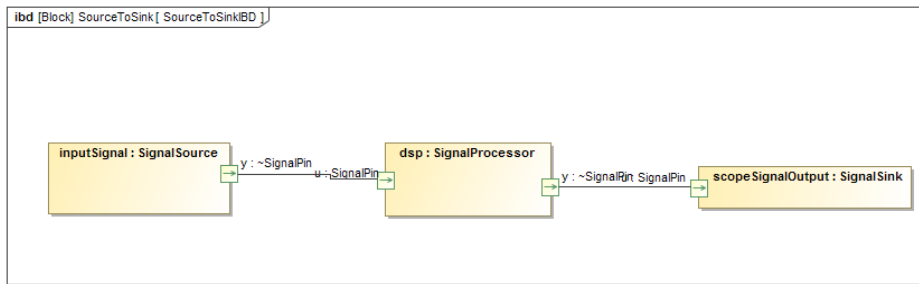 ibd [Block] SourceToSink [ SourceToSinkIBD ]
inputSignal : SignalSource
y : ~SignalPin
u : SignalPin
dsp : SignalProcessor
y : ~SignalPin
SignalPin
scopeSignalOutput : SignalSink